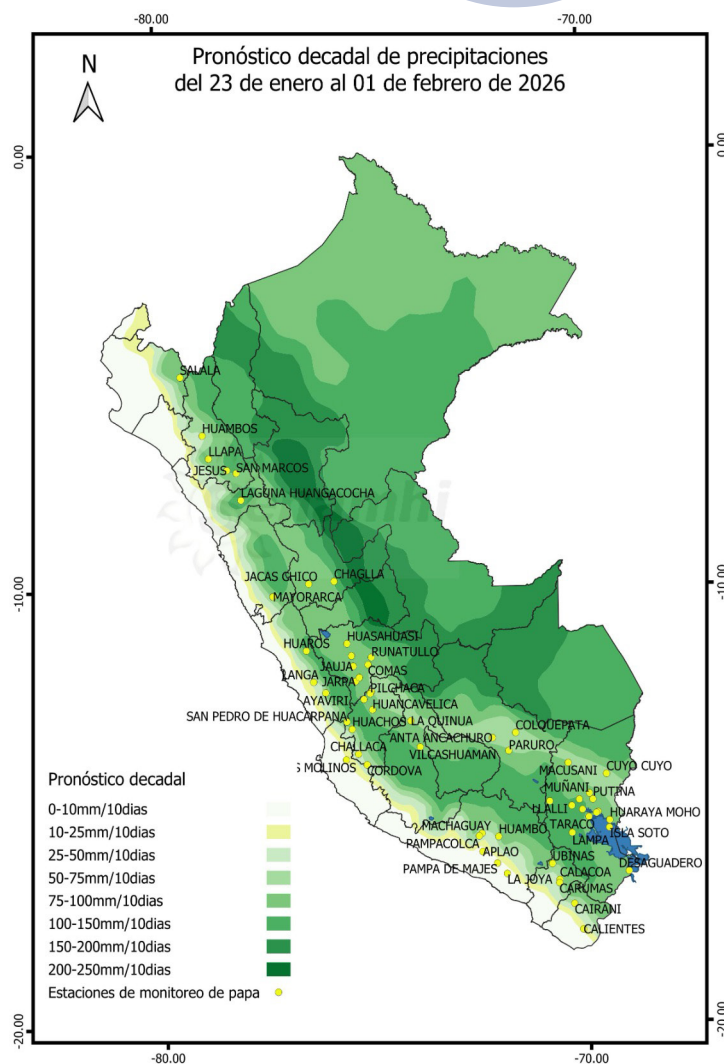 -80.00
-70.00
Pronóstico decadal de precipitaciones
del 23 de enero al 01 de febrero de 2026
N
0.00
0.00
SALALA
HUAMBOS
LLAPA
JESUS
SAN MARCOS
LAGUNA HUANGACOCHA
JACAS CHICO
CHAGLLA
MAYORARCA
-10.00
-10.00
HUASAHUASI
HUAROS
RUNATULLO
JAUJA
COMAS
LANGA
JARPA
PILCHACA
AYAVIRI
HUANCAVELICA
SAN PEDRO DE HUACARPANA
HUACHOS
LA QUINUA
COLQUEPATA
ANTA ANCACHURO
CHALLACA
VILCASHUAMAN
PARURO
S MOLINOS
CORDOVA
MACUSANI
CUYO CUYO
Pronóstico decadal
MUÑANI
PUTINA
0-10mm/10dias
LLALLI
HUARAYA MOHO
10-25mm/10dias
MACHAGUAY
HUAMBO
TARACO
ISLA SOTO
25-50mm/10dias
PAMPACOLCA
LAMPA
50-75mm/10dias
APLAO
UBINAS
DESAGUADERO
75-100mm/10dias
PAMPA DE MAJES
LA JOYA
CALACOA
100-150mm/10dias
CARUMAS
150-200mm/10dias
CAIRANI
200-250mm/10dias
CALIENTES
Estaciones de monitoreo de papa
-20.00
-20.00
-80.00
-70.00